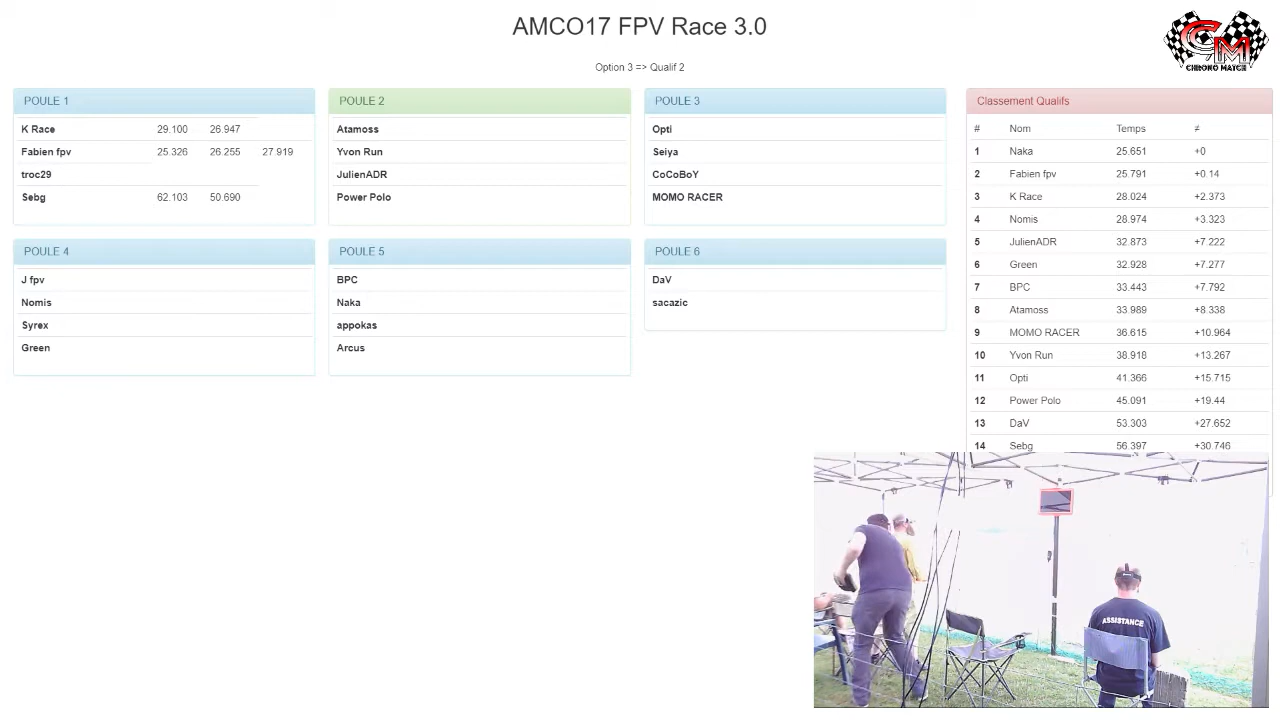 AMCO17 FPV Race 3.0
CM
CHRONO MATCH
Option 3 => Qualif 2
POULE 1
K Race 29.100 26.947
Fabien fpv 25.326 26.255 27.919
troc29
Sebg 62.103 50.690
POULE 2
Atamoss
Yvon Run
JulienADR
Power Polo
POULE 3
Opti
Seiya
CoCoBoY
MOMO RACER
POULE 4
J fpv
Nomis
Syrex
Green
POULE 5
BPC
Naka
appokas
Arcus
POULE 6
DaV
sacazic
Classement Qualifs
# Nom Temps ≠
1 Naka 25.651 +0
2 Fabien fpv 25.791 +0.14
3 K Race 28.024 +2.373
4 Nomis 28.974 +3.323
5 JulienADR 32.873 +7.222
6 Green 32.928 +7.277
7 BPC 33.443 +7.792
8 Atamoss 33.989 +8.338
9 MOMO RACER 36.615 +10.964
10 Yvon Run 38.918 +13.267
11 Opti 41.366 +15.715
12 Power Polo 45.091 +19.44
13 DaV 53.303 +27.652
14 Sebg 56.397 +30.746
ASSISTANCE